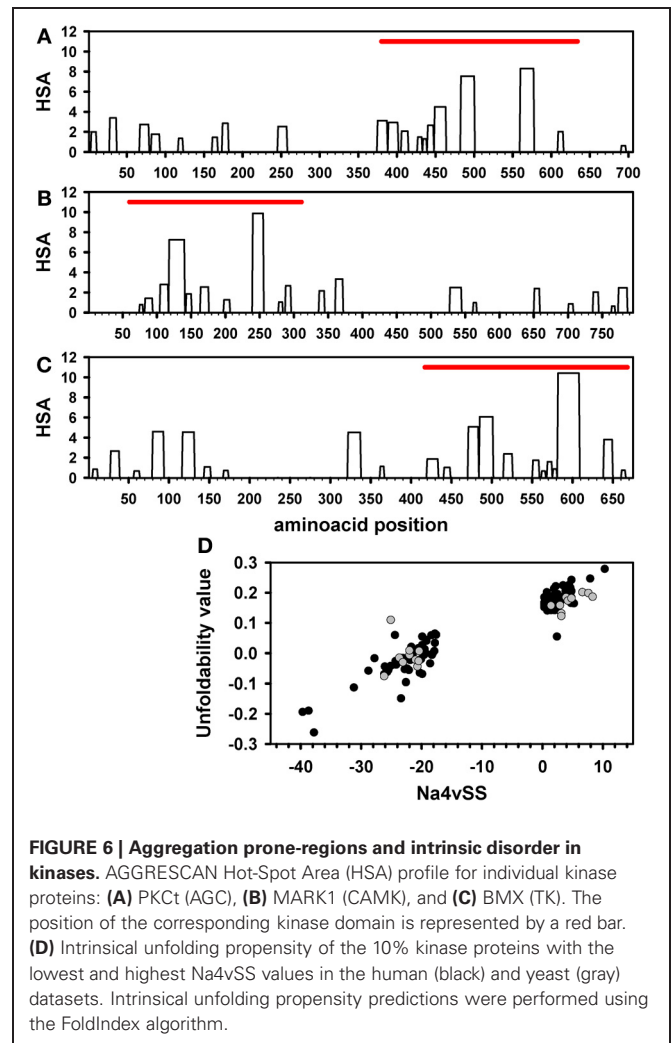 A
HSA
12
10
8
6
4
2
0
50 100 150 200 250 300 350 400 450 500 550 600 650 700
B
HSA
12
10
8
6
4
2
0
50 100 150 200 250 300 350 400 450 500 550 600 650 700 750
C
HSA
12
10
8
6
4
2
0
50 100 150 200 250 300 350 400 450 500 550 600 650
aminoacid position
D
Unfoldability value
0.3
0.2
0.1
0.0
-0.1
-0.2
-0.3
-40 -30 -20 -10 0 10
Na4vSS
FIGURE 6 | Aggregation prone-regions and intrinsic disorder in
kinases. AGGRESCAN Hot-Spot Area (HSA) profile for individual kinase
proteins: (A) PKCt (AGC), (B) MARK1 (CAMK), and (C) BMX (TK). The
position of the corresponding kinase domain is represented by a red bar.
(D) Intrinsical unfolding propensity of the 10% kinase proteins with the
lowest and highest Na4vSS values in the human (black) and yeast (gray)
datasets. Intrinsical unfolding propensity predictions were performed using
the FoldIndex algorithm.